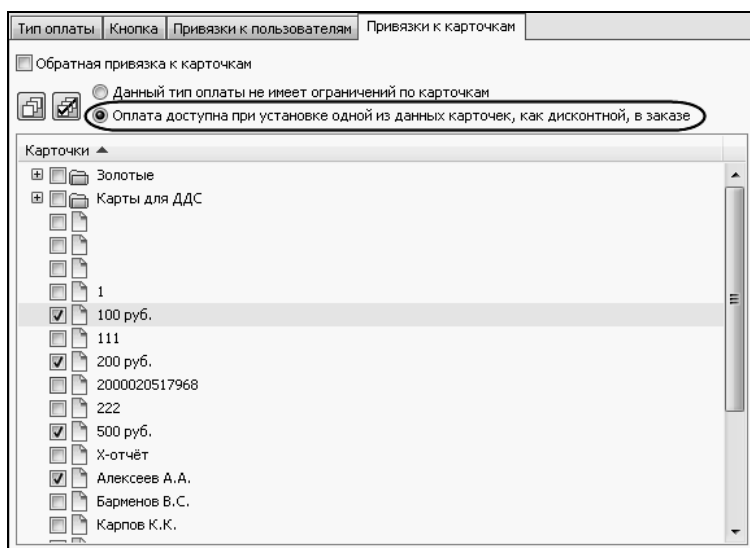 Тип оплаты Кнопка Привязки к пользователям Привязки к карточкам
Обратная привязка к карточкам
Данный тип оплаты не имеет ограничений по карточкам
Оплата доступна при установке одной из данных карточек, как дисконтной, в заказе
Карточки
Золотые
Карты для ДДС
1
100 руб.
111
200 руб.
2000020517968
222
500 руб.
X-отчёт
Алексеев А.А.
Барменов В.С.
Карпов К.К.